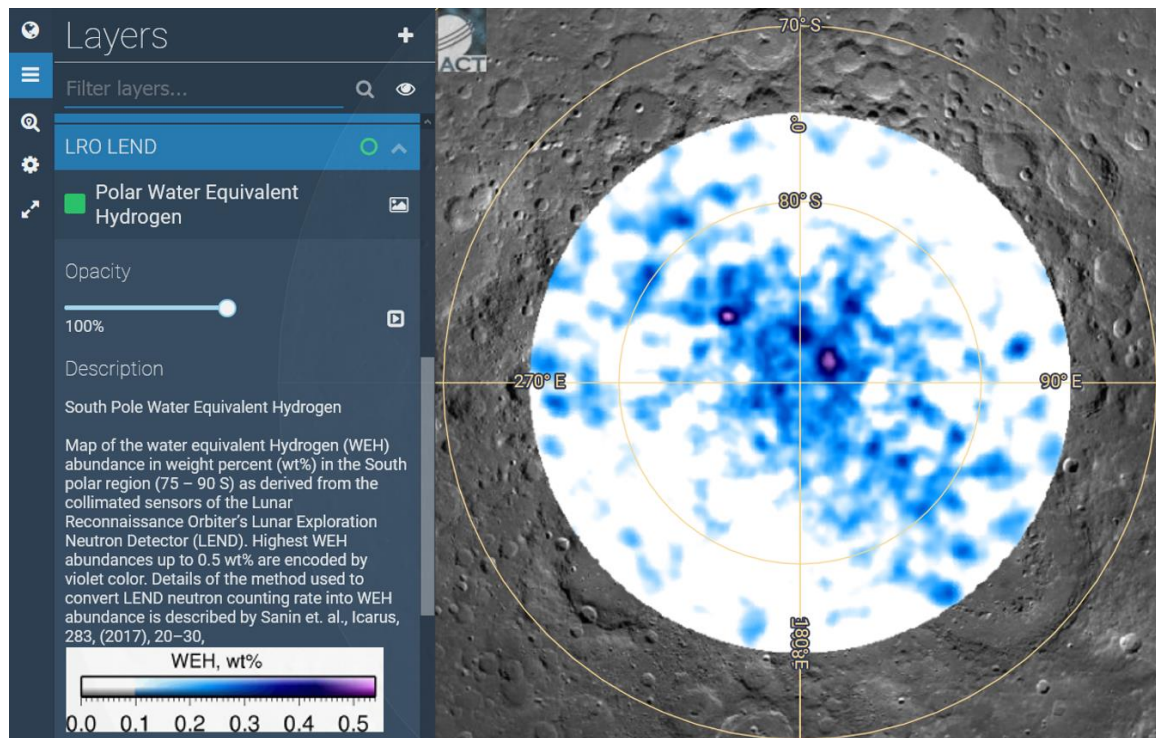 Layers
Filter layers...
LRO LEND
Polar Water Equivalent
Hydrogen
Opacity
100%
Description
South Pole Water Equivalent Hydrogen
Map of the water equivalent Hydrogen (WEH)
abundance in weight percent (wt%) in the South
polar region (75 – 90 S) as derived from the
collimated sensors of the Lunar
Reconnaissance Orbiter's Lunar Exploration
Neutron Detector (LEND). Highest WEH
abundances up to 0.5 wt% are encoded by
violet color. Details of the method used to
convert LEND neutron counting rate into WEH
abundance is described by Sanin et. al., Icarus,
283, (2017), 20–30,
WEH, wt%
0.0 0.1 0.2 0.3 0.4 0.5
ACT
70° S
0°
80° S
270° E
90° E